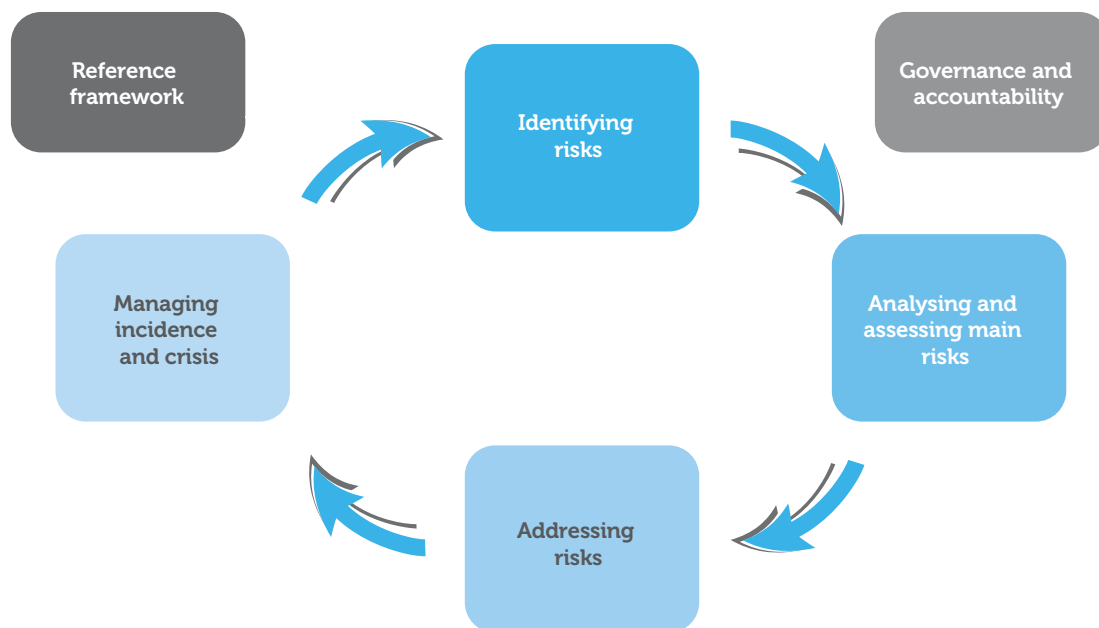 Reference
framework
Identifying
risks
Governance and
accountability
Managing
incidence
and crisis
Analysing and
assessing main
risks
Addressing
risks